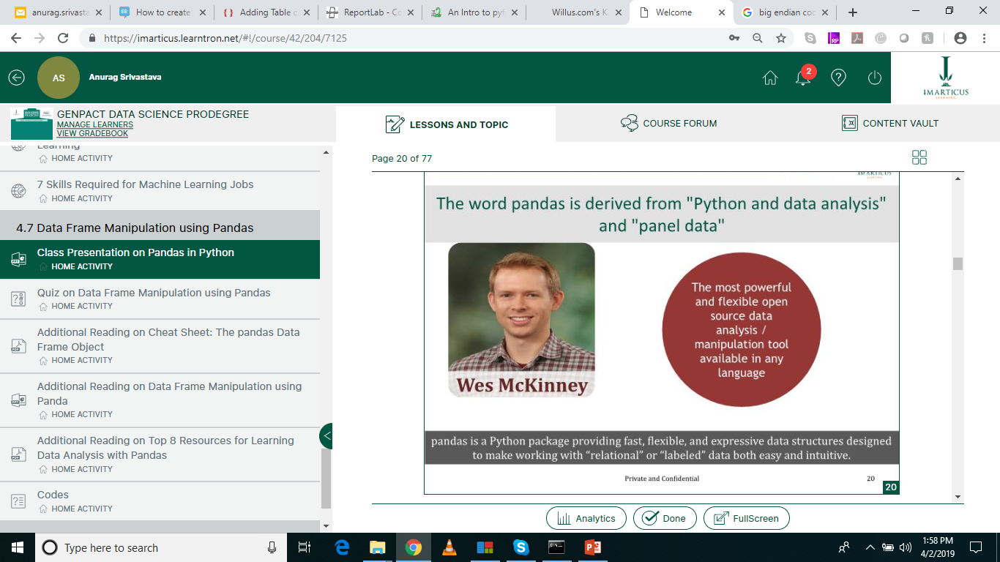 anurag.srivasta
How to create
Adding Table o
ReportLab - Co
An Intro to pyf
Willus.com's K
Welcome
big endian coo
https://imarticus.learntron.net/#!/course/42/204/7125
AS
Anurag Srivastava
2
IMARTICUS
LEARNING
GENPACT DATA SCIENCE PRODEGREE
MANAGE LEARNERS
VIEW GRADEBOOK
LESSONS AND TOPIC
COURSE FORUM
CONTENT VAULT
Learning
HOME ACTIVITY
7 Skills Required for Machine Learning Jobs
HOME ACTIVITY
4.7 Data Frame Manipulation using Pandas
Class Presentation on Pandas in Python
HOME ACTIVITY
Quiz on Data Frame Manipulation using Pandas
HOME ACTIVITY
Additional Reading on Cheat Sheet: The pandas Data
Frame Object
HOME ACTIVITY
Additional Reading on Data Frame Manipulation using
Panda
HOME ACTIVITY
Additional Reading on Top 8 Resources for Learning
Data Analysis with Pandas
HOME ACTIVITY
Codes
HOME ACTIVITY
Page 20 of 77
IMARTICUS
The word pandas is derived from "Python and data analysis"
and "panel data"
Wes McKinney
The most powerful
and flexible open
source data
analysis /
manipulation tool
available in any
language
pandas is a Python package providing fast, flexible, and expressive data structures designed
to make working with “relational” or “labeled” data both easy and intuitive.
Private and Confidential
20
20
Analytics
Done
FullScreen
Type here to search
1:58 PM
4/2/2019